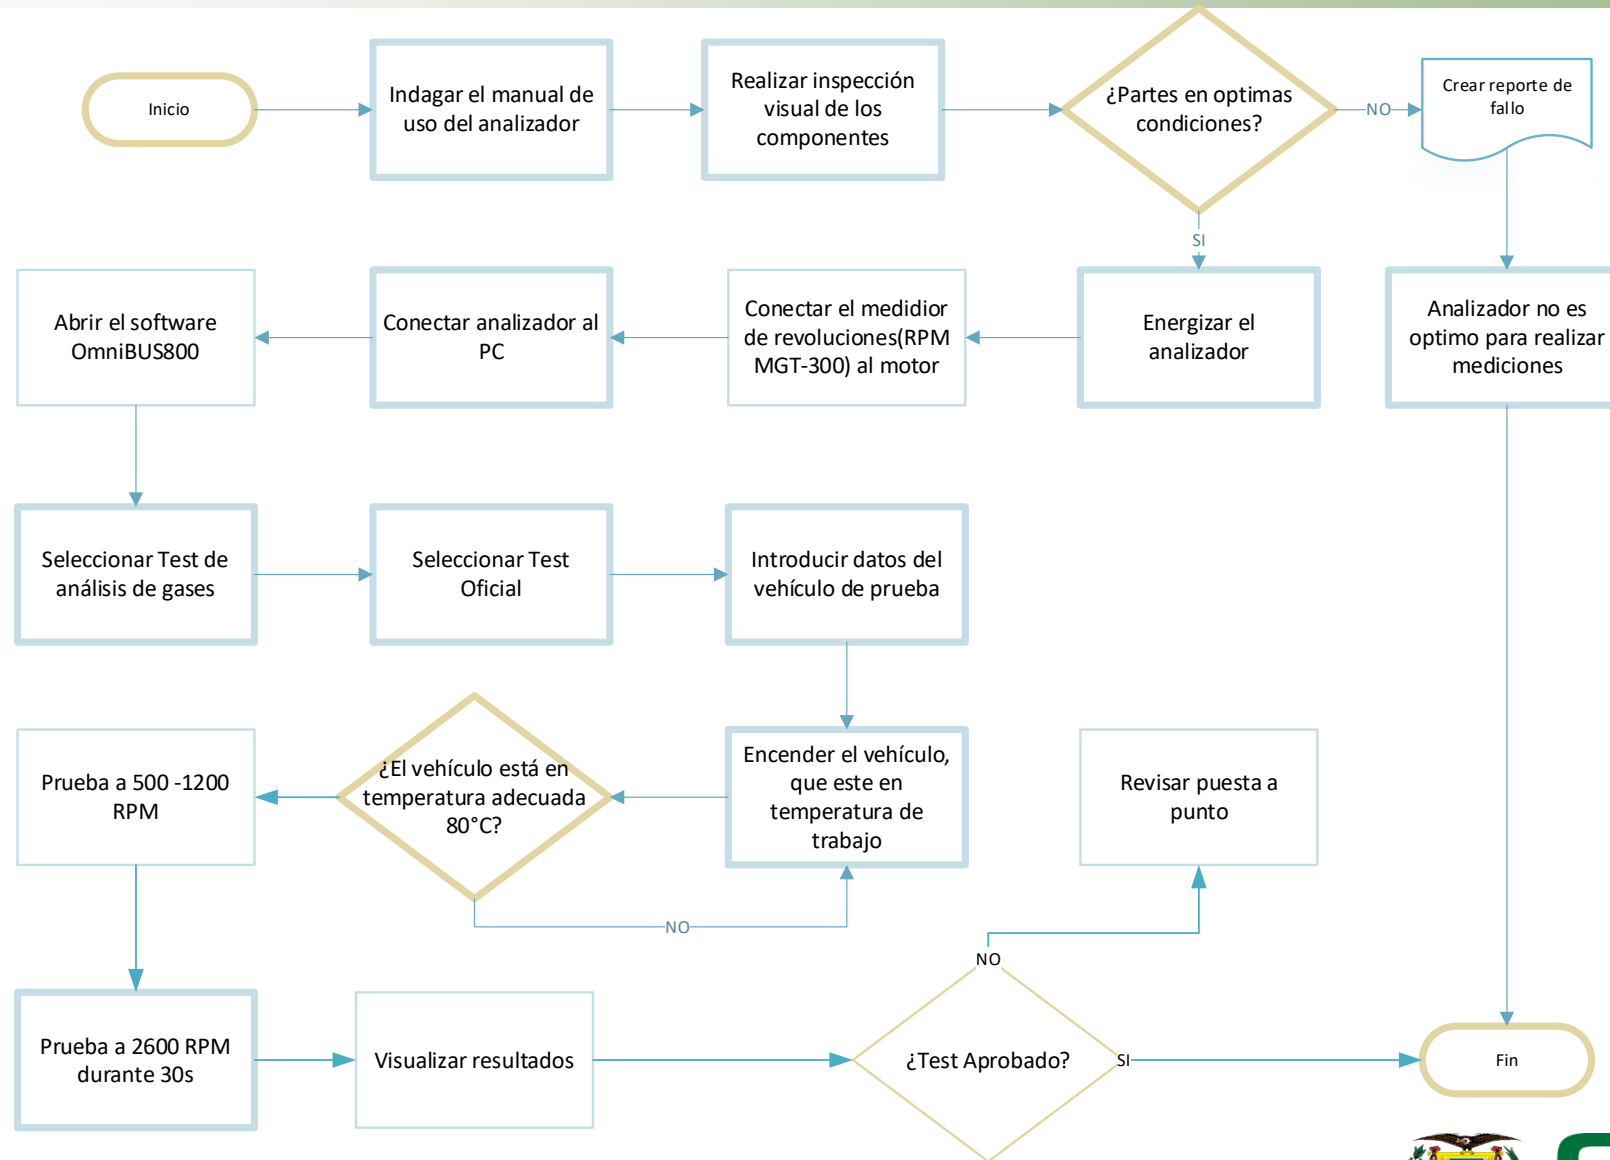 Inicio
Indagar el manual de
uso del analizador
Realizar inspección
visual de los
componentes
¿Partes en optimas
condiciones?
NO
Crear reporte de
fallo
SI
Abrir el software
OmniBUS800
Conectar analizador al
PC
Conectar el medidior
de revoluciones(RPM
MGT-300) al motor
Energizar el
analizador
Analizador no es
optimo para realizar
mediciones
Seleccionar Test de
análisis de gases
Seleccionar Test
Oficial
Introducir datos del
vehículo de prueba
Prueba a 500 -1200
RPM
¿El vehículo está en
temperatura adecuada
80°C?
Encender el vehículo,
que este en
temperatura de
trabajo
Revisar puesta a
punto
NO
NO
Prueba a 2600 RPM
durante 30s
Visualizar resultados
¿Test Aprobado?
SI
Fin